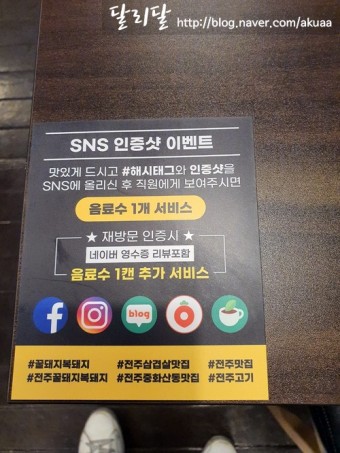 달리달
http://blog.naver.com/akuaa
SNS 인증샷 이벤트
맛있게 드시고 #해시태그와 인증샷을
SNS에 올리신 후 직원에게 보여주시면
음료수 1개 서비스
★ 재방문 인증시 ★
네이버 영수증 리뷰포함
음료수 1캔 추가 서비스
f
blog
#꿀돼지복돼지 #전주삼겹살맛집 #전주맛집
#전주꿀돼지복돼지 #전주중화산동맛집 #전주고기